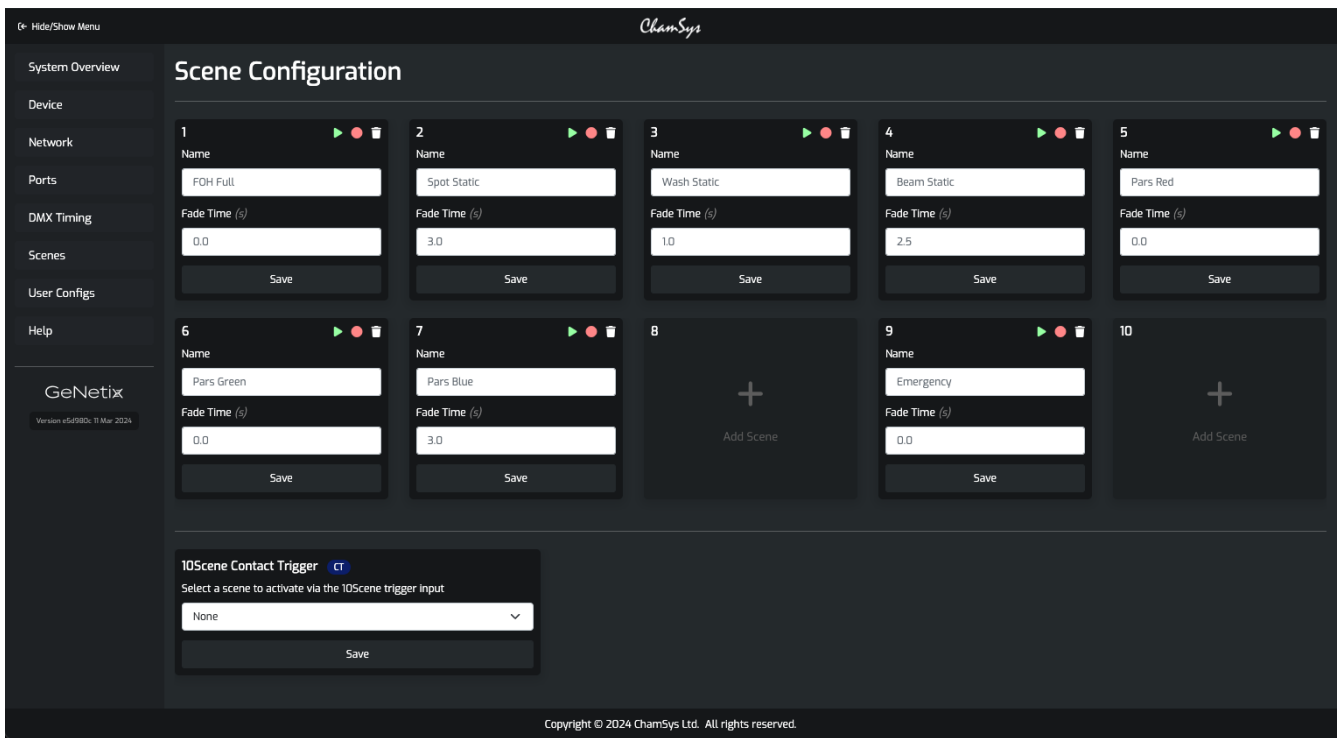 Hide/Show Menu
ChamSys
System Overview
Device
Network
Ports
DMX Timing
Scenes
User Configs
Help
GeNetix
Version e5d980c 11 Mar 2024
Scene Configuration
1
Name
FOH Full
Fade Time (s)
0.0
Save
2
Name
Spot Static
Fade Time (s)
3.0
Save
3
Name
Wash Static
Fade Time (s)
1.0
Save
4
Name
Beam Static
Fade Time (s)
2.5
Save
5
Name
Pars Red
Fade Time (s)
0.0
Save
6
Name
Pars Green
Fade Time (s)
0.0
Save
7
Name
Pars Blue
Fade Time (s)
3.0
Save
8
Add Scene
9
Name
Emergency
Fade Time (s)
0.0
Save
10
Add Scene
10Scene Contact Trigger CT
Select a scene to activate via the 10Scene trigger input
None
Save
Copyright © 2024 ChamSys Ltd. All rights reserved.